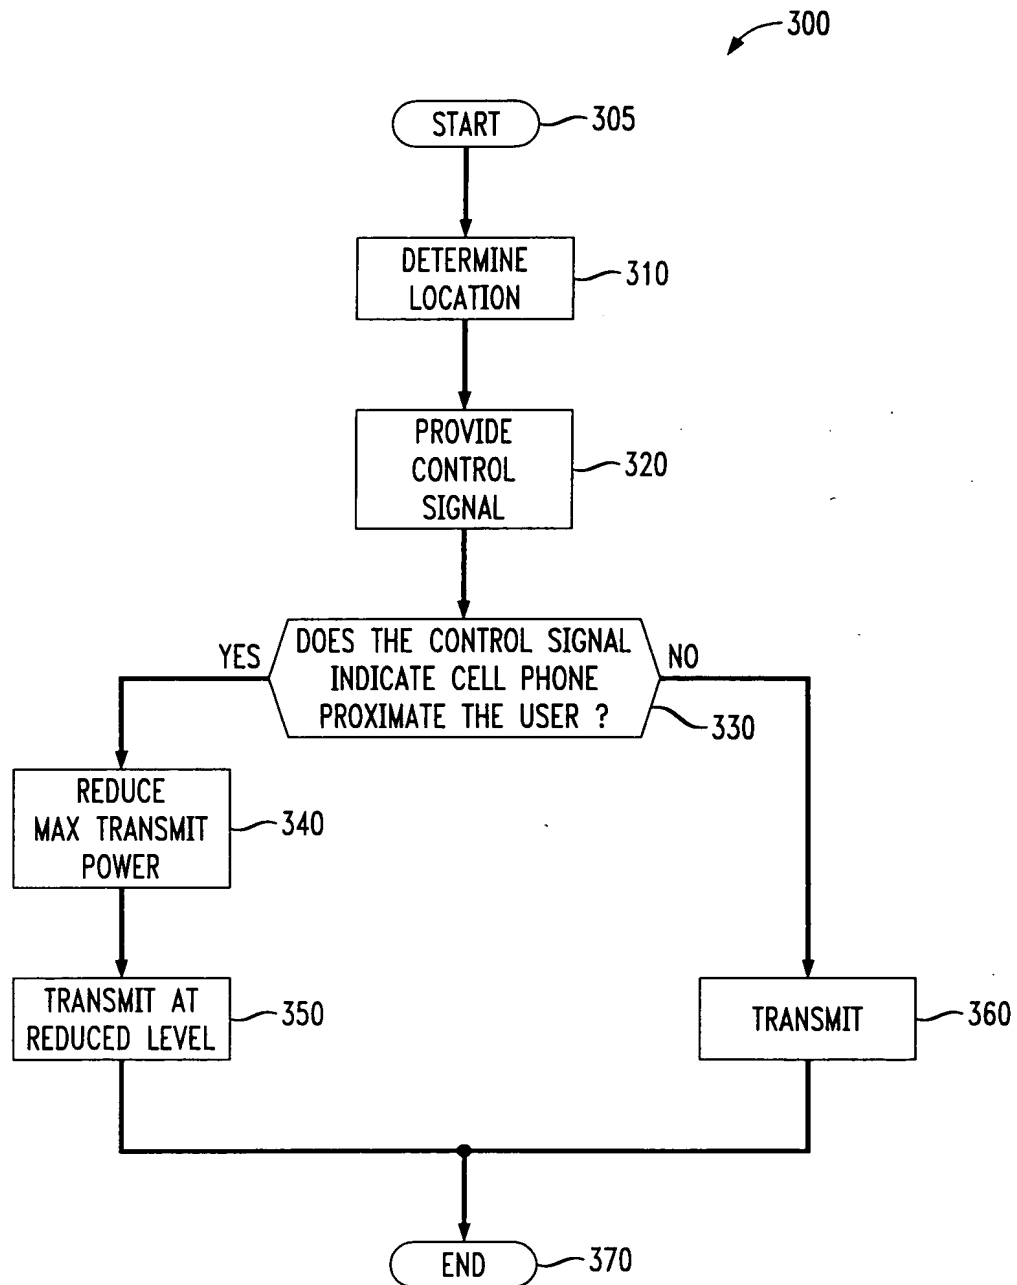 300
START
305
DETERMINE
LOCATION
310
PROVIDE
CONTROL
SIGNAL
320
DOES THE CONTROL SIGNAL
INDICATE CELL PHONE
PROXIMATE THE USER ?
330
YES
NO
REDUCE
MAX TRANSMIT
POWER
340
TRANSMIT AT
REDUCED LEVEL
350
TRANSMIT
360
END
370